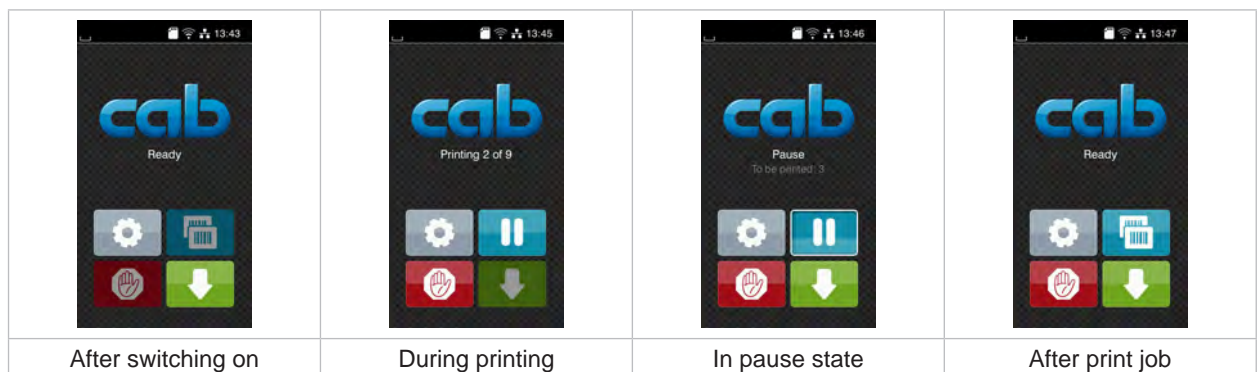 13:43
cab
Ready
After switching on
13:45
cab
Printing 2 of 9
During printing
13:46
cab
Pause
To be printed: 3
In pause state
13:47
cab
Ready
After print job